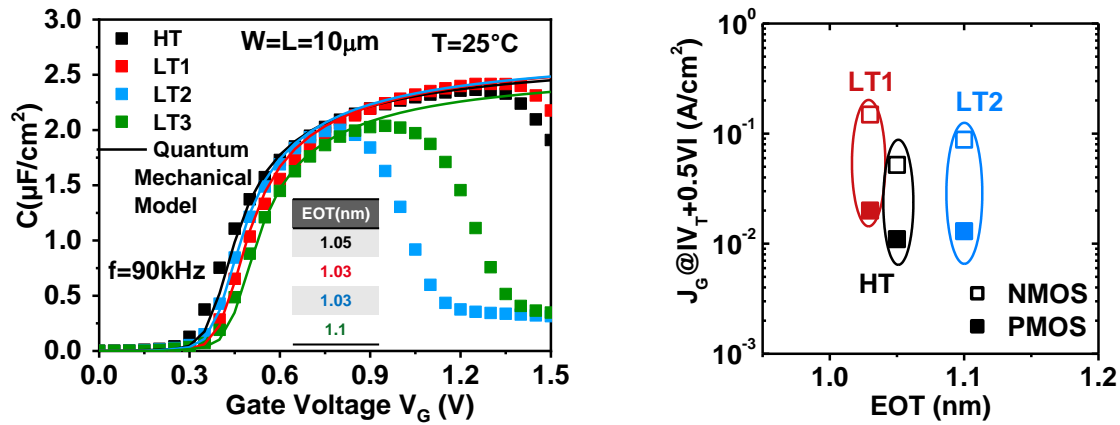 3.0
2.5
2.0
1.5
1.0
0.5
0.0
C(µF/cm²)
HT
LT1
LT2
LT3
Quantum
Mechanical
Model
W=L=10µm
T=25°C
f=90kHz
EOT(nm)
1.05
1.03
1.03
1.1
0.0 0.3 0.6 0.9 1.2 1.5
Gate Voltage V_G (V)
10⁰
10⁻¹
10⁻²
10⁻³
J_G @IV_T+0.5VI (A/cm²)
LT1
LT2
HT
NMOS
PMOS
1.0 1.1 1.2
EOT (nm)